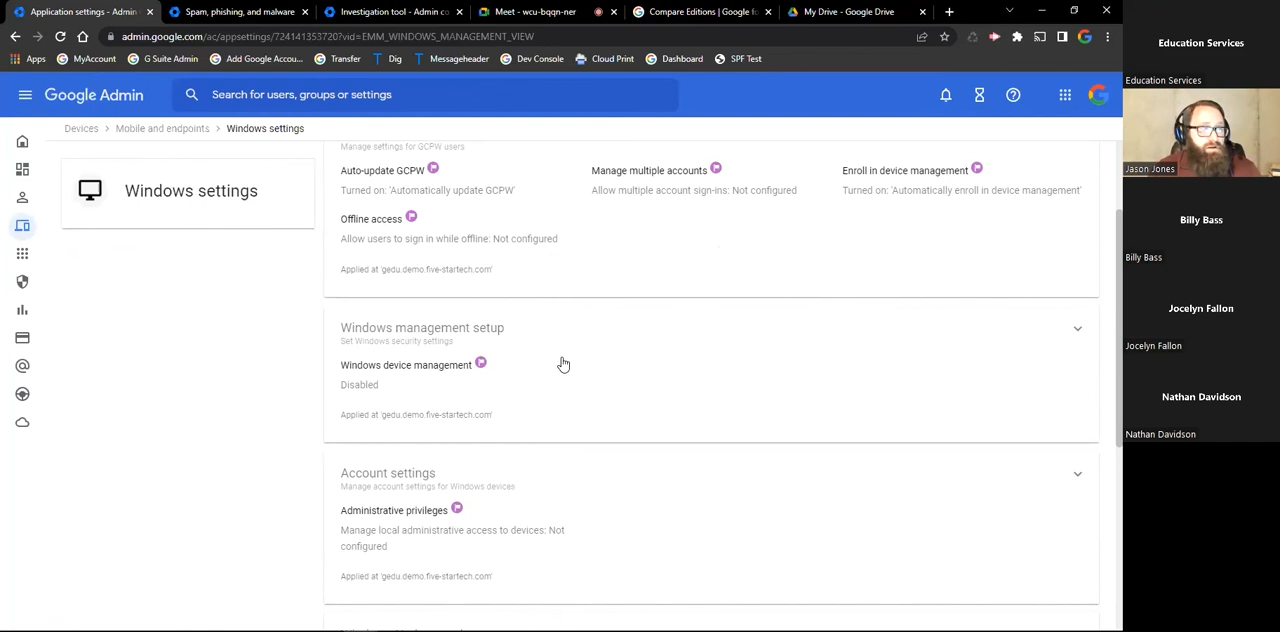 Application settings - Admin
Spam, phishing, and malware
Investigation tool - Admin co
Meet - wcu-bqqn-ner
Compare Editions | Google f
My Drive - Google Drive
admin.google.com/ac/appsettings/724141353720?vid=EMM_WINDOWS_MANAGEMENT_VIEW
Apps
MyAccount
G Suite Admin
Add Google Accou...
Transfer
Dig
Messageheader
Dev Console
Cloud Print
Dashboard
SPF Test
Google Admin
Search for users, groups or settings
Devices > Mobile and endpoints > Windows settings
Windows settings
Manage settings for GCPW users
Auto-update GCPW
Turned on: 'Automatically update GCPW'
Manage multiple accounts
Allow multiple account sign-ins: Not configured
Enroll in device management
Turned on: 'Automatically enroll in device management'
Offline access
Allow users to sign in while offline: Not configured
Applied at 'gedu.demo.five-startech.com'
Windows management setup
Set Windows security settings
Windows device management
Disabled
Applied at 'gedu.demo.five-startech.com'
Account settings
Manage account settings for Windows devices
Administrative privileges
Manage local administrative access to devices: Not
configured
Applied at 'gedu.demo.five-startech.com'
Education Services
Education Services
Jason Jones
Billy Bass
Billy Bass
Jocelyn Fallon
Jocelyn Fallon
Nathan Davidson
Nathan Davidson